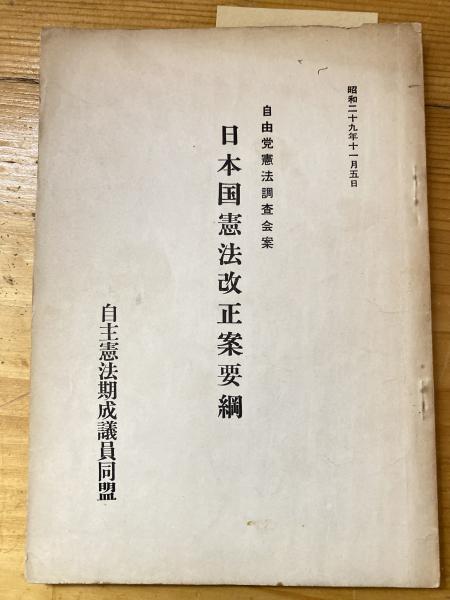 昭和二十九年十一月五日
自由党憲法調査会案
日本国憲法改正案要綱
自主憲法期成議員同盟